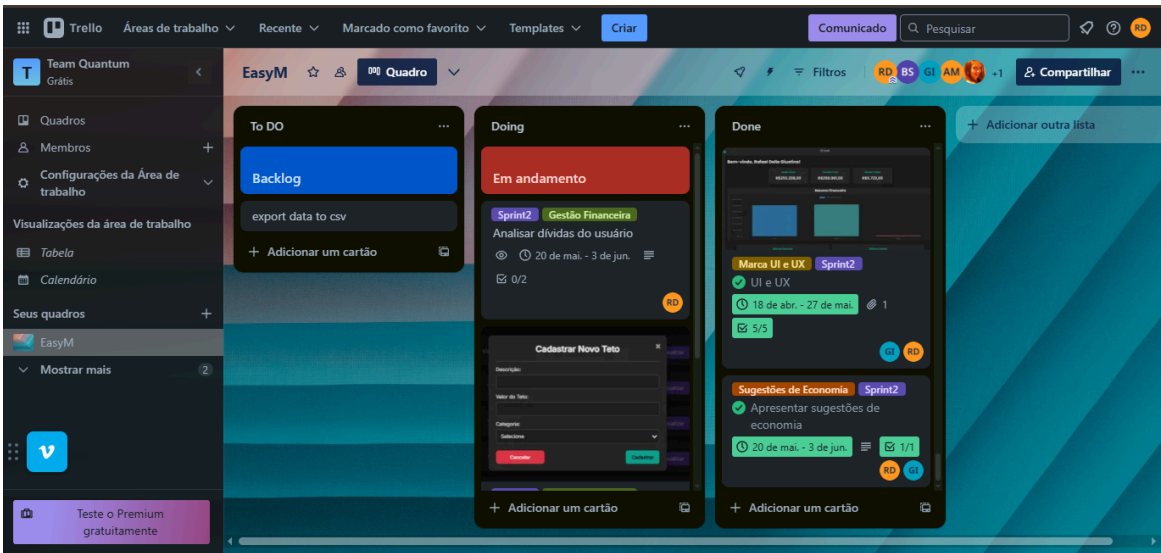 Trello
Áreas de trabalho
Recente
Marcado como favorito
Templates
Criar
Comunicado
Pesquisar
RD
T
Team Quantum
Grátis
EasyM
Quadro
Filtros
RD BS GI AM +1
Compartilhar
Quadros
Membros
Configurações da Área de
trabalho
Visualizações da área de trabalho
Tabela
Calendário
Seus quadros
EasyM
Mostrar mais
2
Teste o Premium
gratuitamente
To DO
Backlog
export data to csv
Adicionar um cartão
Doing
Em andamento
Sprint2 Gestão Financeira
Analisar dívidas do usuário
20 de mai. - 3 de jun.
0/2
RD
Cadastrar Novo Teto
Descrição:
Valor do Teto:
Categoria:
Selecione
Cancelar
Cadastrar
Adicionar um cartão
Done
Marca UI e UX Sprint2
UI e UX
18 de abr. - 27 de mai. 1
5/5
GI RD
Sugestões de Economia Sprint2
Apresentar sugestões de
economia
20 de mai. - 3 de jun. 1/1
RD GI
Adicionar um cartão
Adicionar outra lista